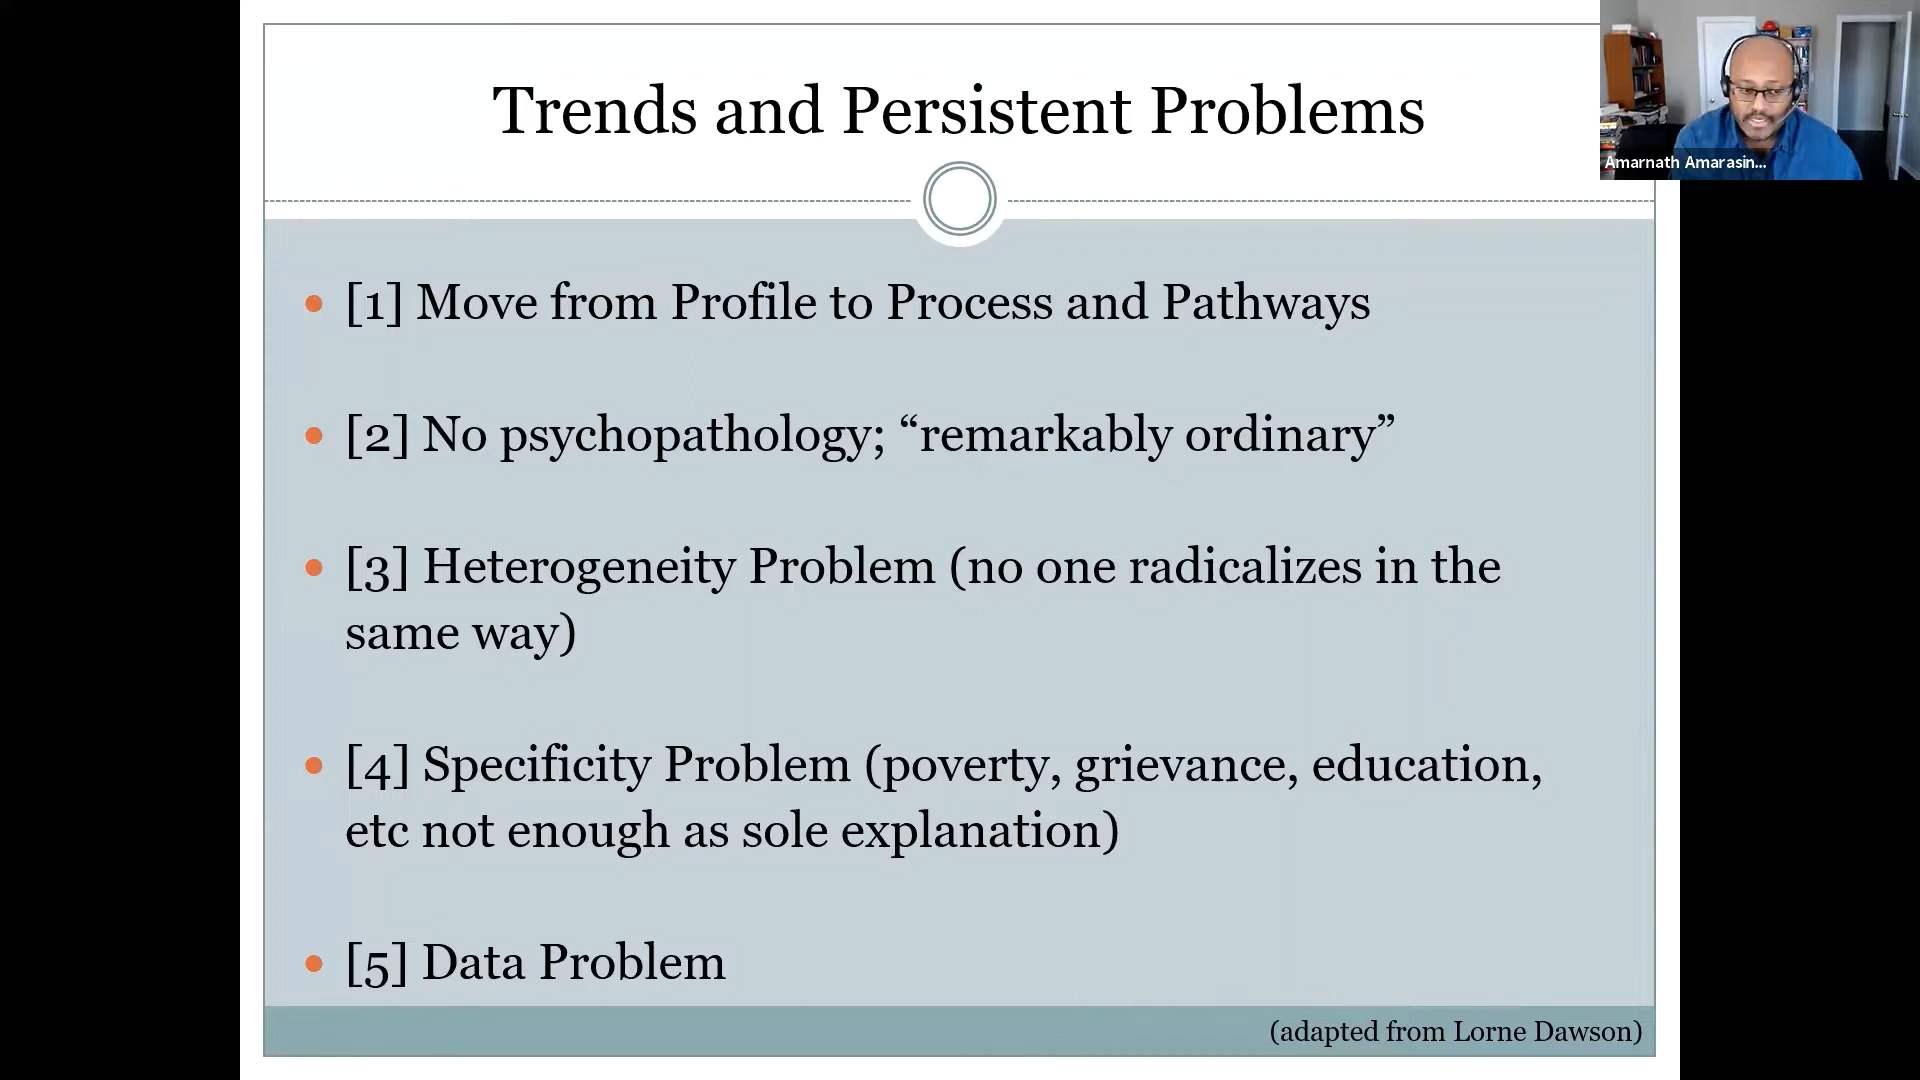 Trends and Persistent Problems
Amarnath Amarasin...
[1] Move from Profile to Process and Pathways
[2] No psychopathology; “remarkably ordinary”
[3] Heterogeneity Problem (no one radicalizes in the
same way)
[4] Specificity Problem (poverty, grievance, education,
etc not enough as sole explanation)
[5] Data Problem
(adapted from Lorne Dawson)